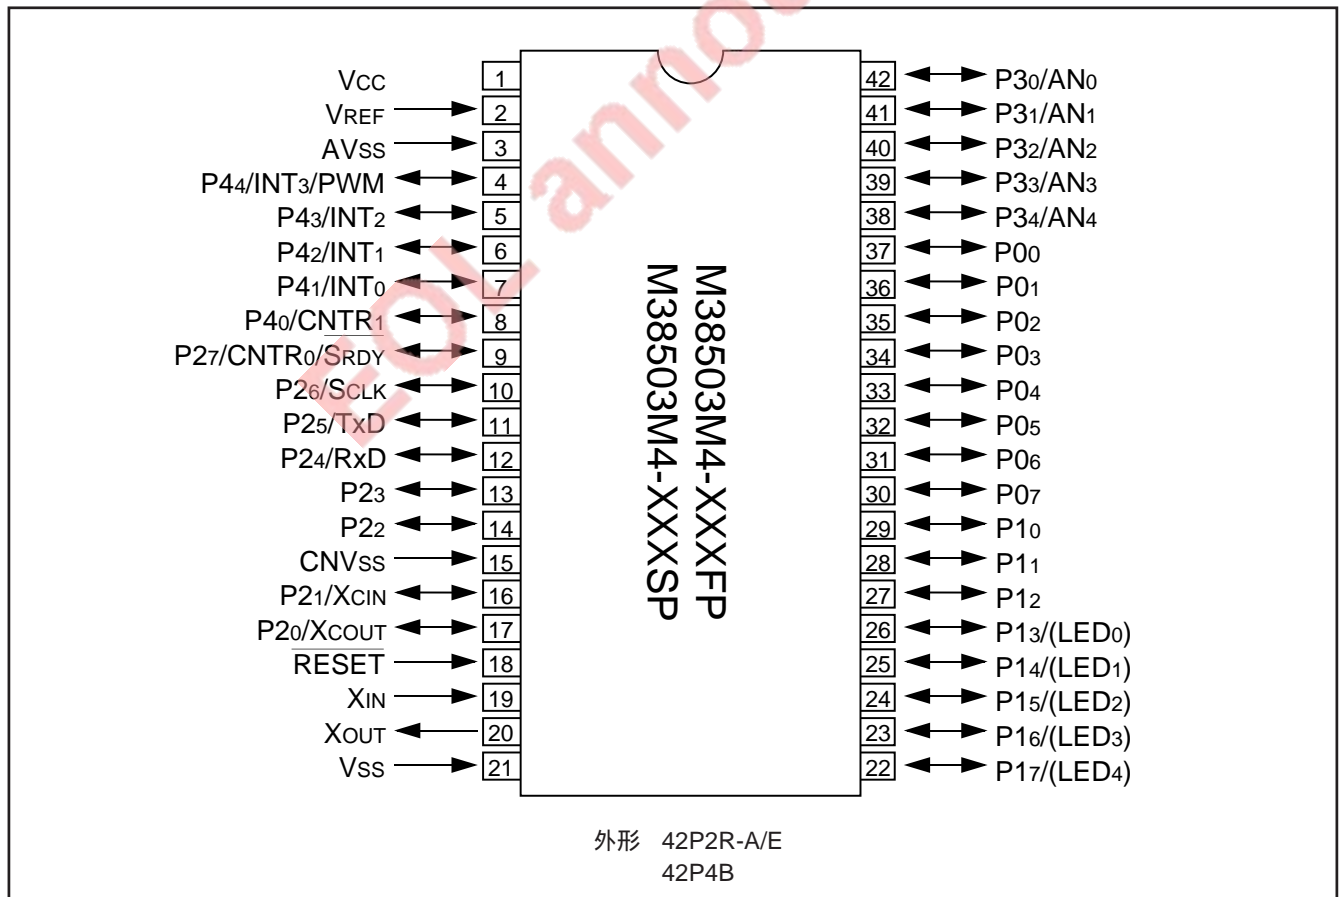 VCC 1
VREF 2
AVSS 3
P44/INT3/PWM 4
P43/INT2 5
P42/INT1 6
P41/INT0 7
P40/CNTR1 8
P27/CNTR0/SRDY 9
P26/SCLK 10
P25/TxD 11
P24/RxD 12
P23 13
P22 14
CNVSS 15
P21/XCIN 16
P20/XCOUT 17
RESET 18
XIN 19
XOUT 20
VSS 21
M38503M4-XXXFP
M38503M4-XXXSP
42 P30/AN0
41 P31/AN1
40 P32/AN2
39 P33/AN3
38 P34/AN4
37 P00
36 P01
35 P02
34 P03
33 P04
32 P05
31 P06
30 P07
29 P10
28 P11
27 P12
26 P13/(LED0)
25 P14/(LED1)
24 P15/(LED2)
23 P16/(LED3)
22 P17/(LED4)
外形 42P2R-A/E
42P4B
EOL